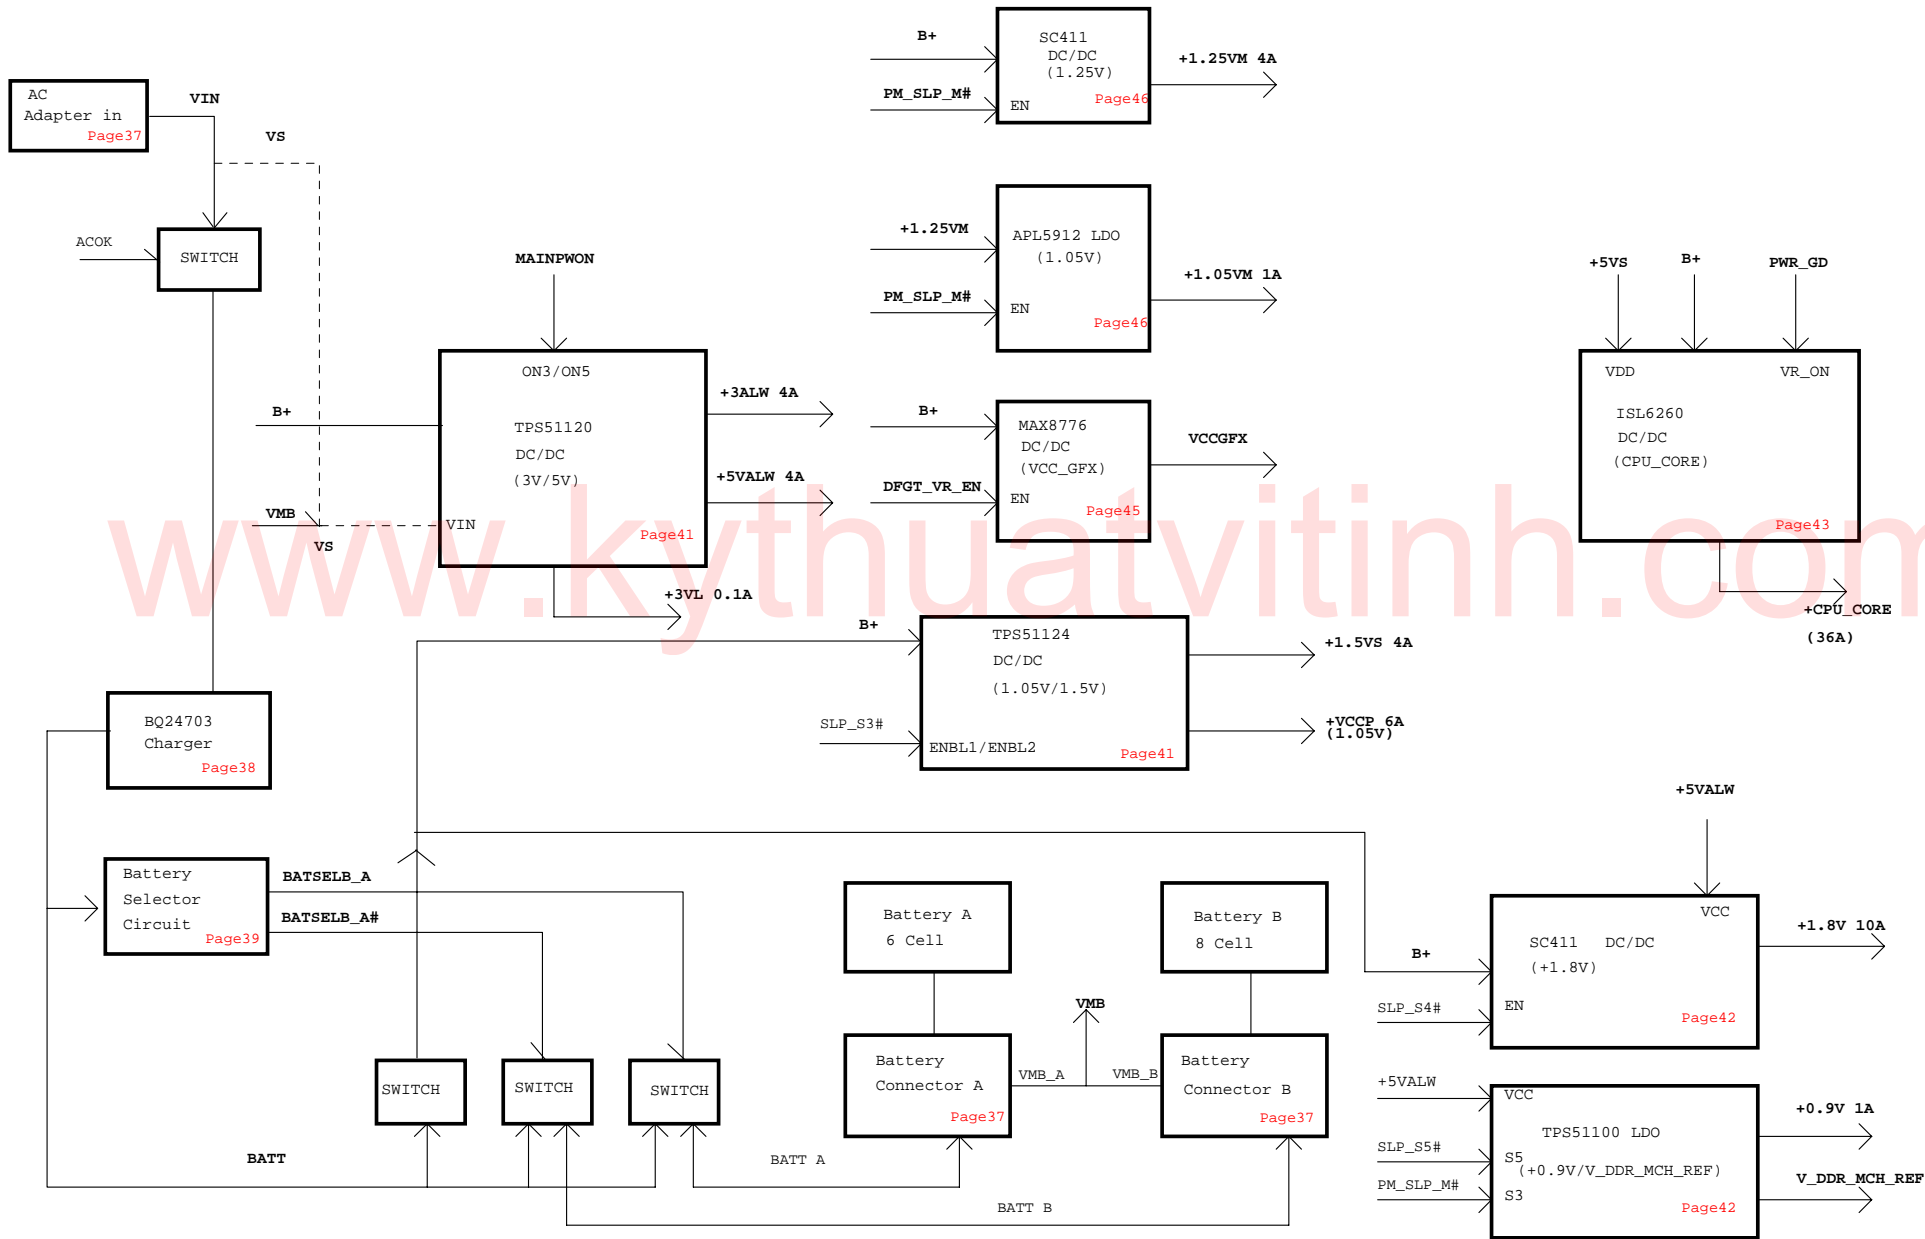 B+
SC411
DC/DC
(1.25V)
+1.25VM 4A
PM_SLP_M#
EN
Page46
AC
Adapter in
Page37
VIN
VS
ACOK
SWITCH
+1.25VM
APL5912 LDO
(1.05V)
+1.05VM 1A
PM_SLP_M#
EN
Page46
+5VS
B+
PWR_GD
VDD
VR_ON
ISL6260
DC/DC
(CPU_CORE)
Page43
+CPU_CORE
(36A)
MAINPWON
ON3/ON5
B+
TPS51120
DC/DC
(3V/5V)
+3ALW 4A
+5VALW 4A
VMB
VS
VIN
Page41
+3VL 0.1A
B+
MAX8776
DC/DC
(VCC_GFX)
VCCGFX
DFGT_VR_EN
EN
Page45
www.kythuatvitinh.com
B+
TPS51124
DC/DC
(1.05V/1.5V)
+1.5VS 4A
SLP_S3#
ENBL1/ENBL2
Page41
+VCCP 6A
(1.05V)
BQ24703
Charger
Page38
Battery
Selector
Circuit
Page39
BATSELB_A
BATSELB_A#
+5VALW
VCC
B+
SC411 DC/DC
(+1.8V)
+1.8V 10A
SLP_S4#
EN
Page42
Battery A
6 Cell
Battery B
8 Cell
VMB
Battery
Connector A
Page37
VMB_A
VMB_B
Battery
Connector B
Page37
SWITCH
SWITCH
SWITCH
BATT
BATT A
BATT B
+5VALW
VCC
TPS51100 LDO
(+0.9V/V_DDR_MCH_REF)
+0.9V 1A
SLP_S5#
S5
PM_SLP_M#
S3
Page42
V_DDR_MCH_REF